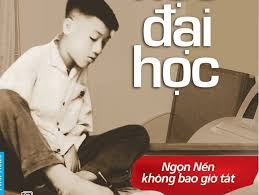 đại
học
Ngọn Nến
không bao giờ tắt